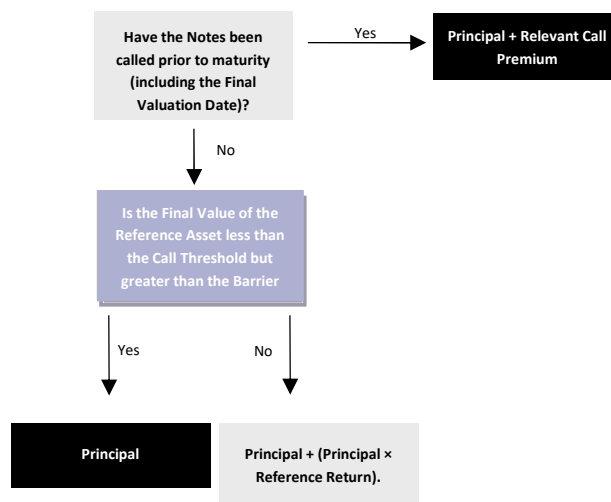 Have the Notes been
called prior to maturity
(including the Final
Valuation Date)?
Yes
Principal + Relevant Call
Premium
No
Is the Final Value of the
Reference Asset less than
the Call Threshold but
greater than the Barrier
Yes
No
Principal
Principal + (Principal ×
Reference Return).